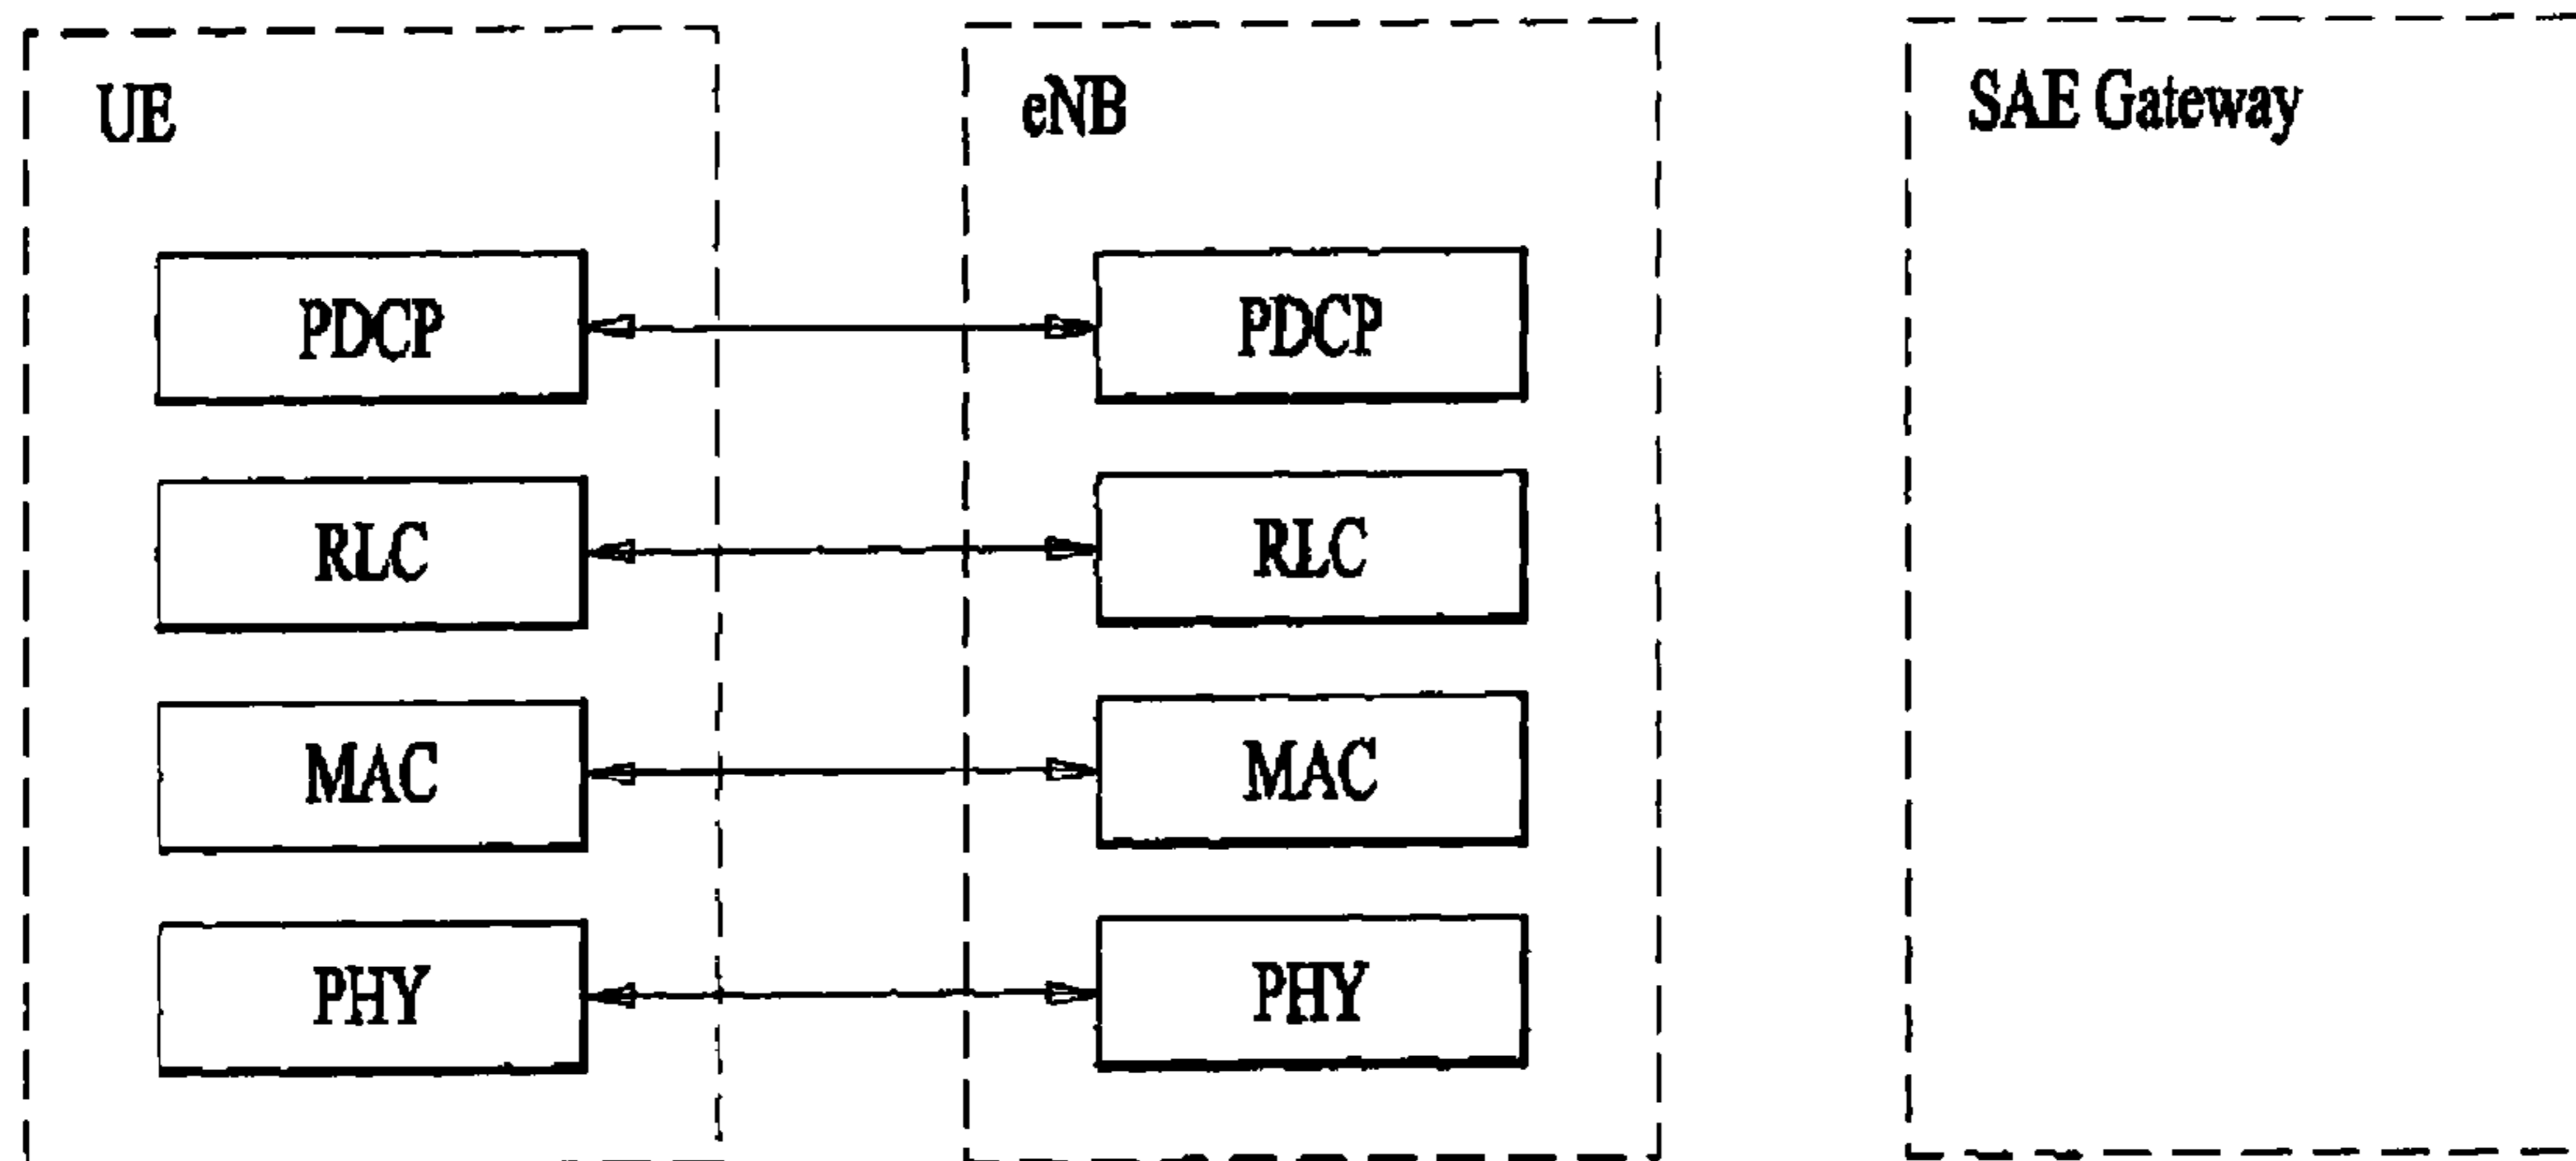 UE
eNB
SAE Gateway
PDCP
PDCP
RLC
RLC
MAC
MAC
PHY
PHY